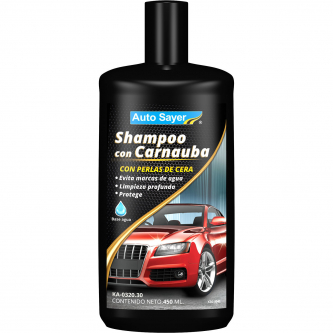 Auto Sayer®
Shampoo
con Carnauba
CON PERLAS DE CERA
• Evita marcas de agua
• Limpieza profunda
• Protege
Base agua
KA-0320.30
CONTENIDO NETO 450 ML.